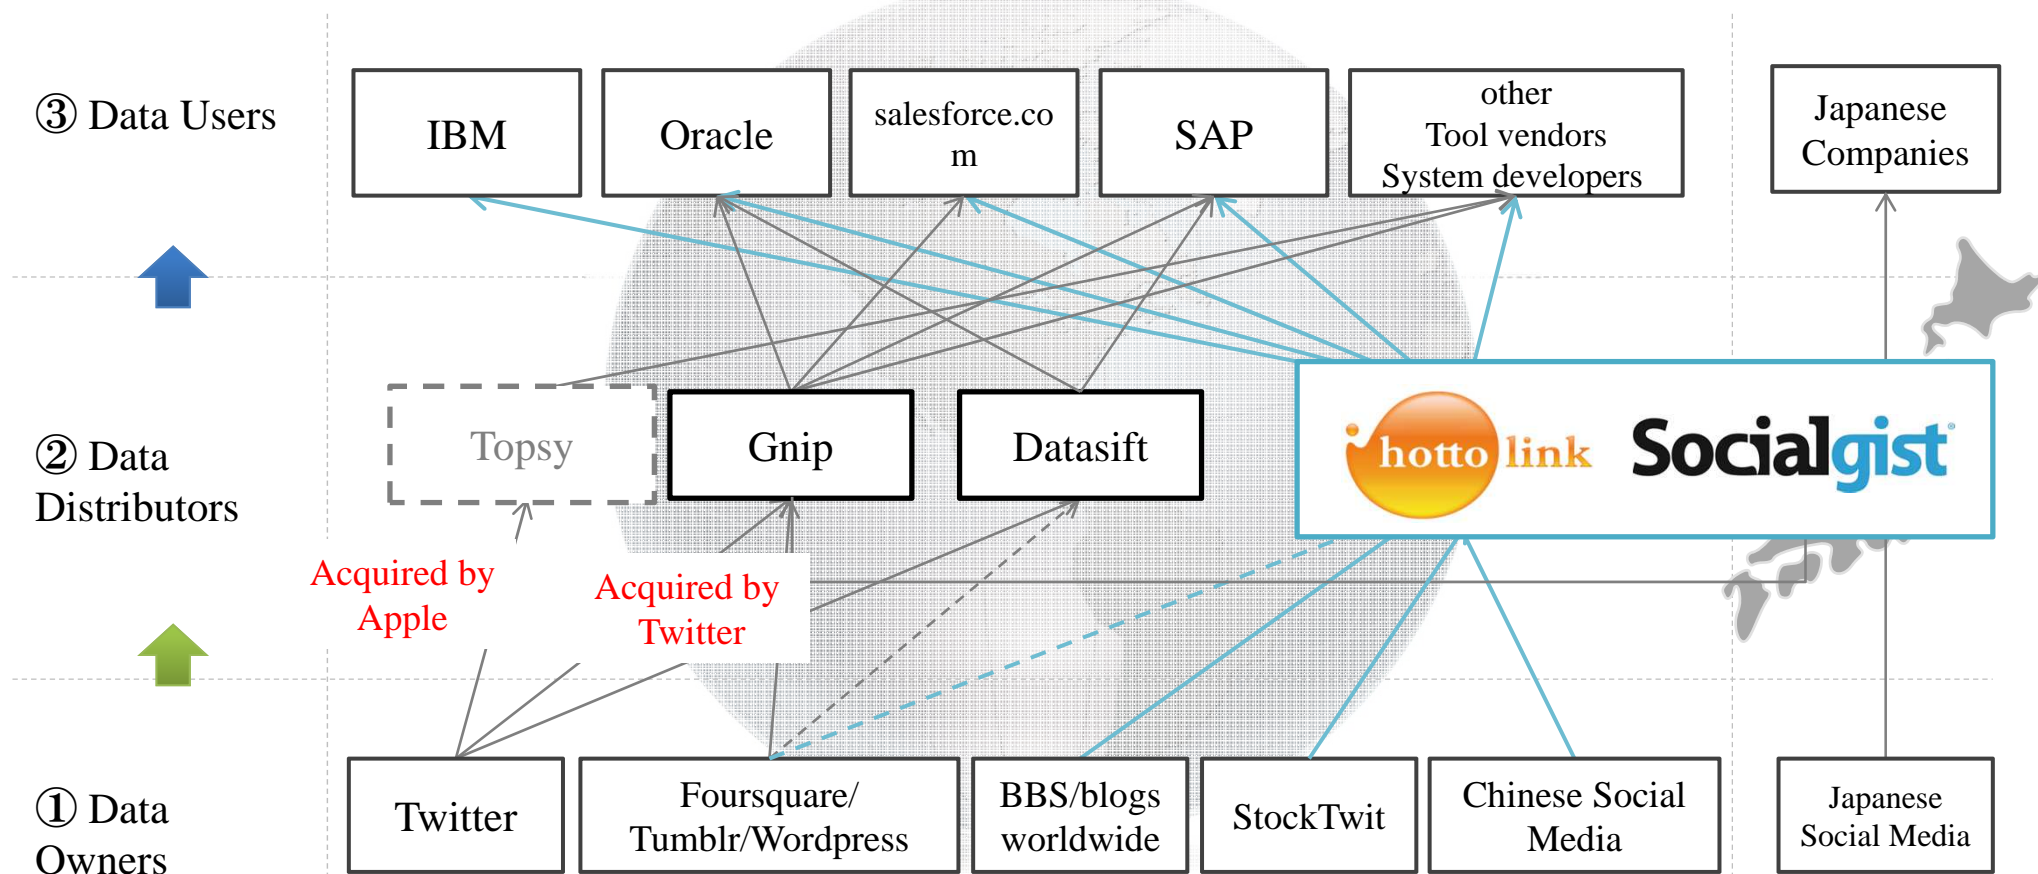 ③ Data Users
IBM
Oracle
salesforce.co
m
SAP
other
Tool vendors
System developers
Japanese
Companies
② Data
Distributors
Topsy
Gnip
Datasift
hotto link
Socialgist
Acquired by
Apple
Acquired by
Twitter
① Data
Owners
Twitter
Foursquare/
Tumblr/Wordpress
BBS/blogs
worldwide
StockTwit
Chinese Social
Media
Japanese
Social Media